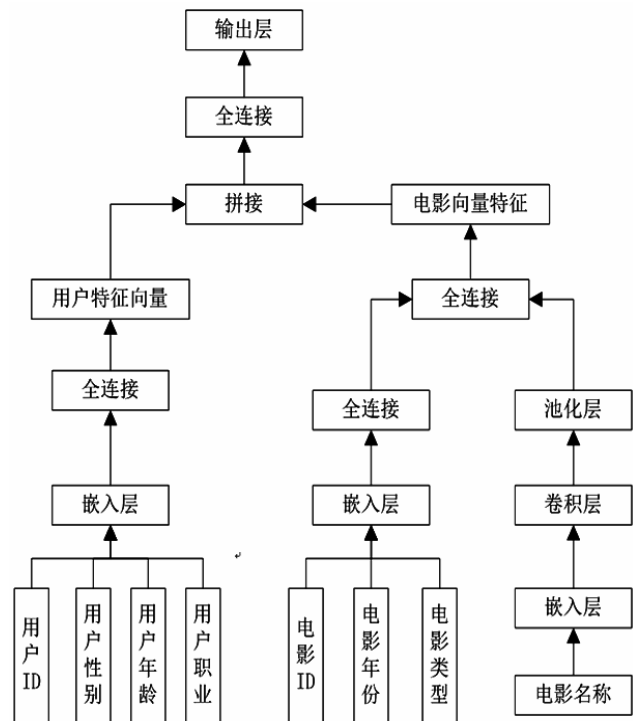 输出层
全连接
拼接
电影向量特征
用户特征向量
全连接
全连接
全连接
池化层
嵌入层
嵌入层
卷积层
嵌入层
用户ID
用户性别
用户年龄
用户职业
电影ID
电影年份
电影类型
电影名称